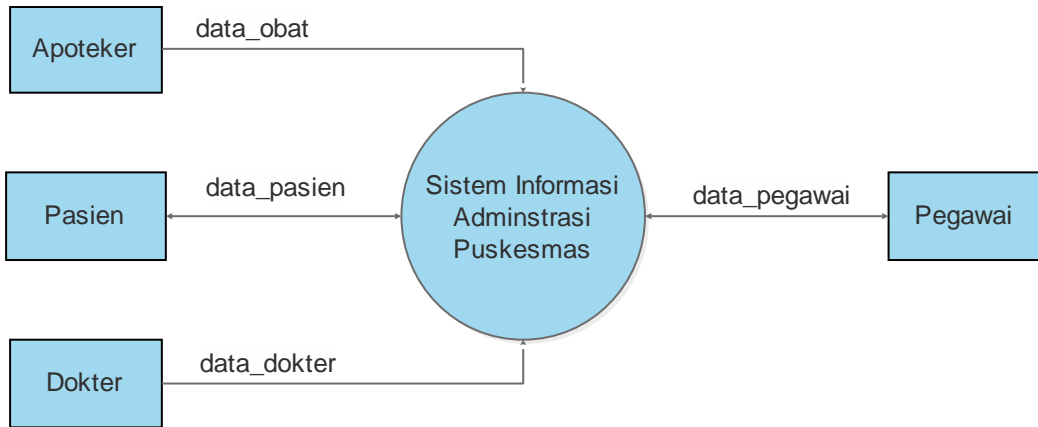 Apoteker
data_obat
Pasien
data_pasien
Sistem Informasi
Adminstrasi
Puskesmas
data_pegawai
Pegawai
Dokter
data_dokter